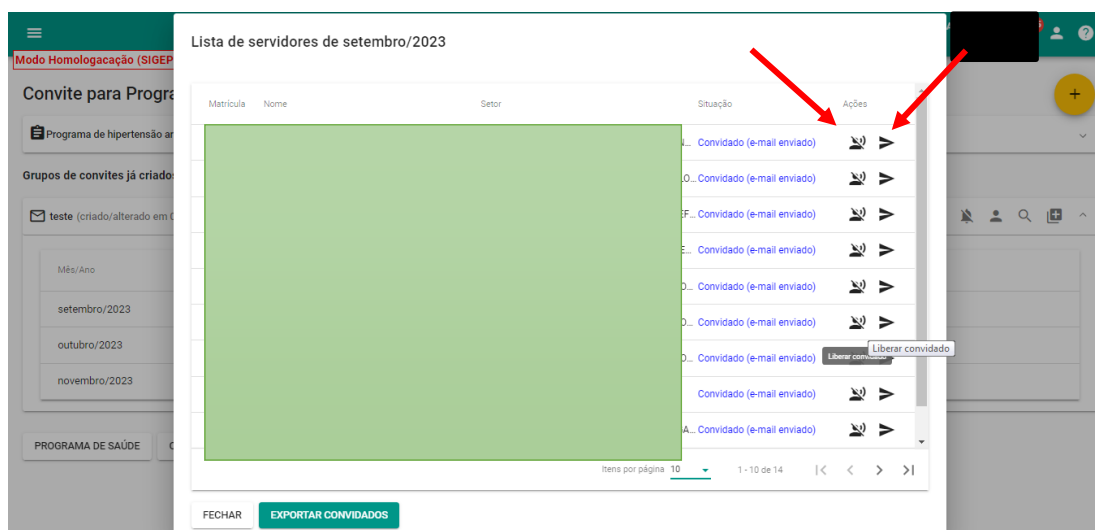 Modo Homologacação (SIGEP
Lista de servidores de setembro/2023
Convite para Progra
Matrícula Nome Setor Situação Ações
Programa de hipertensão ar
Convidado (e-mail enviado)
Grupos de convites já criado
Convidado (e-mail enviado)
teste (criado/alterado em
Convidado (e-mail enviado)
Convidado (e-mail enviado)
Mês/Ano
Convidado (e-mail enviado)
setembro/2023
Convidado (e-mail enviado)
outubro/2023
Convidado (e-mail enviado)
Liberar convidado
novembro/2023
Convidado (e-mail enviado)
Convidado (e-mail enviado)
PROGRAMA DE SAÚDE
Itens por página 10 1 - 10 de 14
FECHAR EXPORTAR CONVIDADOS